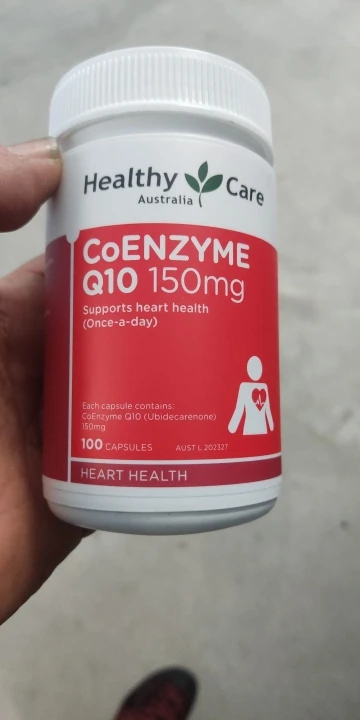 Healthy Care
Australia
CoENZYME
Q10 150mg
Supports heart health
(Once-a-day)
Each capsule contains:
CoEnzyme Q10 (Ubidecarenone)
150mg
100 CAPSULES AUST L 202327
HEART HEALTH